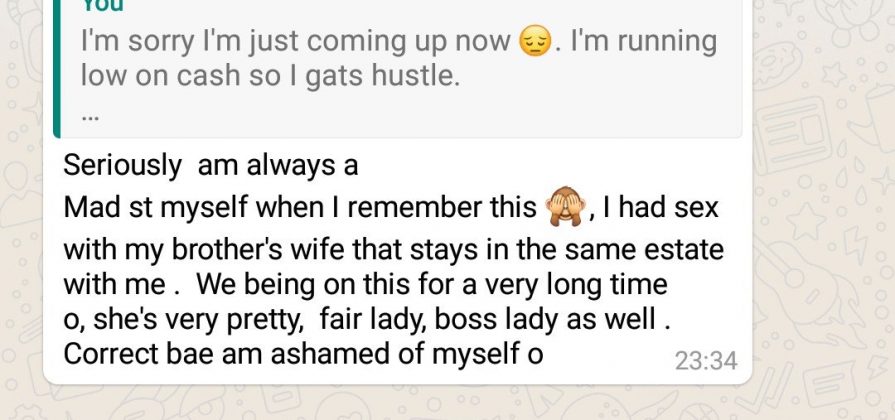 You
I'm sorry I'm just coming up now 😔. I'm running
low on cash so I gats hustle.
...
Seriously  am always a
Mad st myself when I remember this 🙈, I had sex
with my brother's wife that stays in the same estate
with me .  We being on this for a very long time
o, she's very pretty,  fair lady, boss lady as well .
Correct bae am ashamed of myself o
23:34